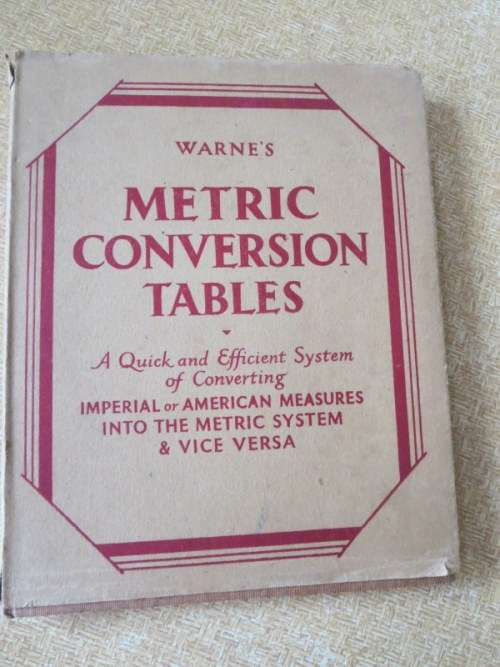 WARNE'S
METRIC
CONVERSION
TABLES
A Quick and Efficient System
of Converting
IMPERIAL or AMERICAN MEASURES
INTO THE METRIC SYSTEM
& VICE VERSA